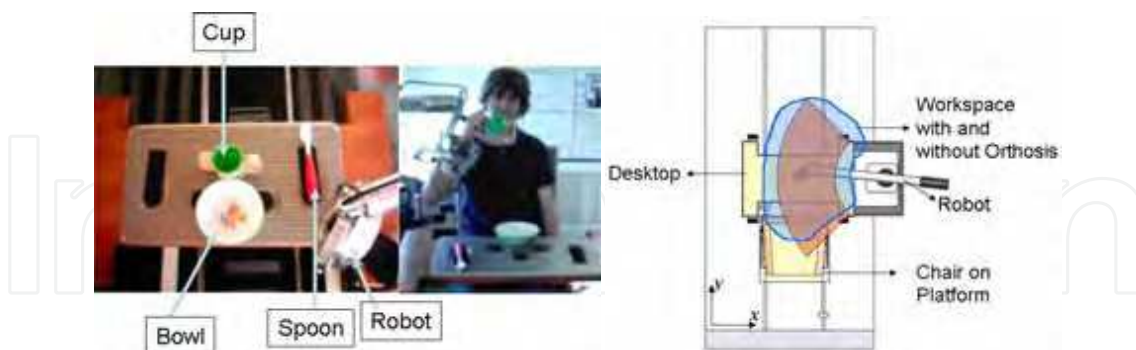 Cup
Bowl
Spoon
Robot
Workspace
with and
without Orthosis
Desktop
Robot
Chair on
Platform
y
x